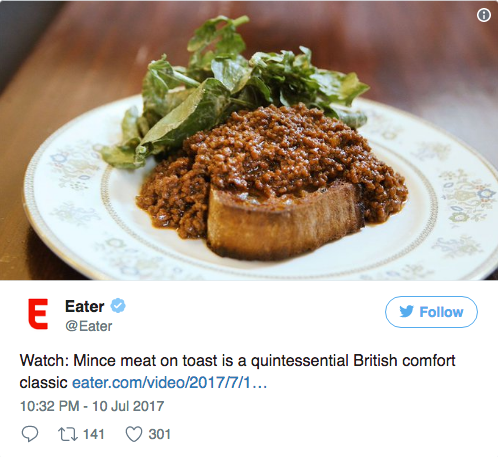 Eater
@Eater
Follow
Watch: Mince meat on toast is a quintessential British comfort
classic eater.com/video/2017/7/1…
10:32 PM - 10 Jul 2017
141
301